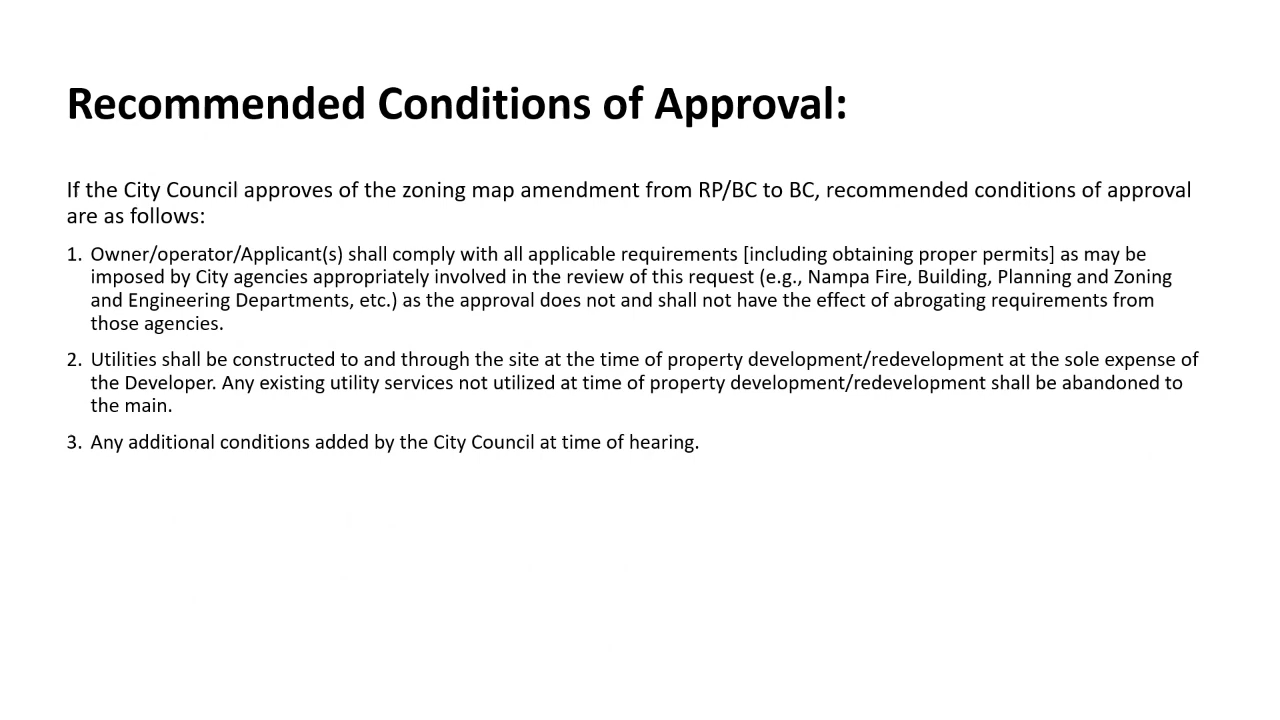 Recommended Conditions of Approval:
If the City Council approves of the zoning map amendment from RP/BC to BC, recommended conditions of approval
are as follows:
1. Owner/operator/Applicant(s) shall comply with all applicable requirements [including obtaining proper permits] as may be
imposed by City agencies appropriately involved in the review of this request (e.g., Nampa Fire, Building, Planning and Zoning
and Engineering Departments, etc.) as the approval does not and shall not have the effect of abrogating requirements from
those agencies.
2. Utilities shall be constructed to and through the site at the time of property development/redevelopment at the sole expense of
the Developer. Any existing utility services not utilized at time of property development/redevelopment shall be abandoned to
the main.
3. Any additional conditions added by the City Council at time of hearing.